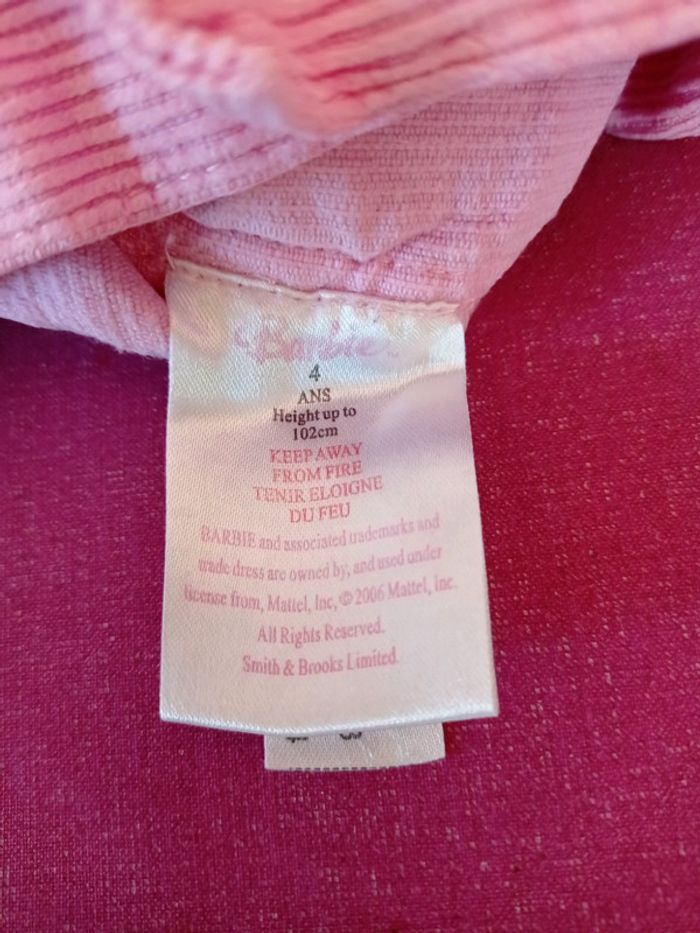 Barbie™
4
ANS
Height up to
102cm
KEEP AWAY
FROM FIRE
TENIR ELOIGNE
DU FEU
BARBIE and associated trademarks and
trade dress are owned by, and used under
license from, Mattel, Inc, © 2006 Mattel, Inc.
All Rights Reserved.
Smith & Brooks Limited.